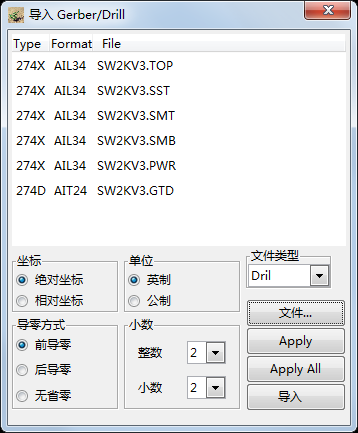 导入 Gerber/Drill
Type Format File
274X AIL34 SW2KV3.TOP
274X AIL34 SW2KV3.SST
274X AIL34 SW2KV3.SMT
274X AIL34 SW2KV3.SMB
274X AIL34 SW2KV3.PWR
274D AIT24 SW2KV3.GTD
坐标
绝对坐标
相对坐标
单位
英制
公制
文件类型
Dril
导零方式
前导零
后导零
无省零
小数
整数 2
小数 2
文件...
Apply
Apply All
导入